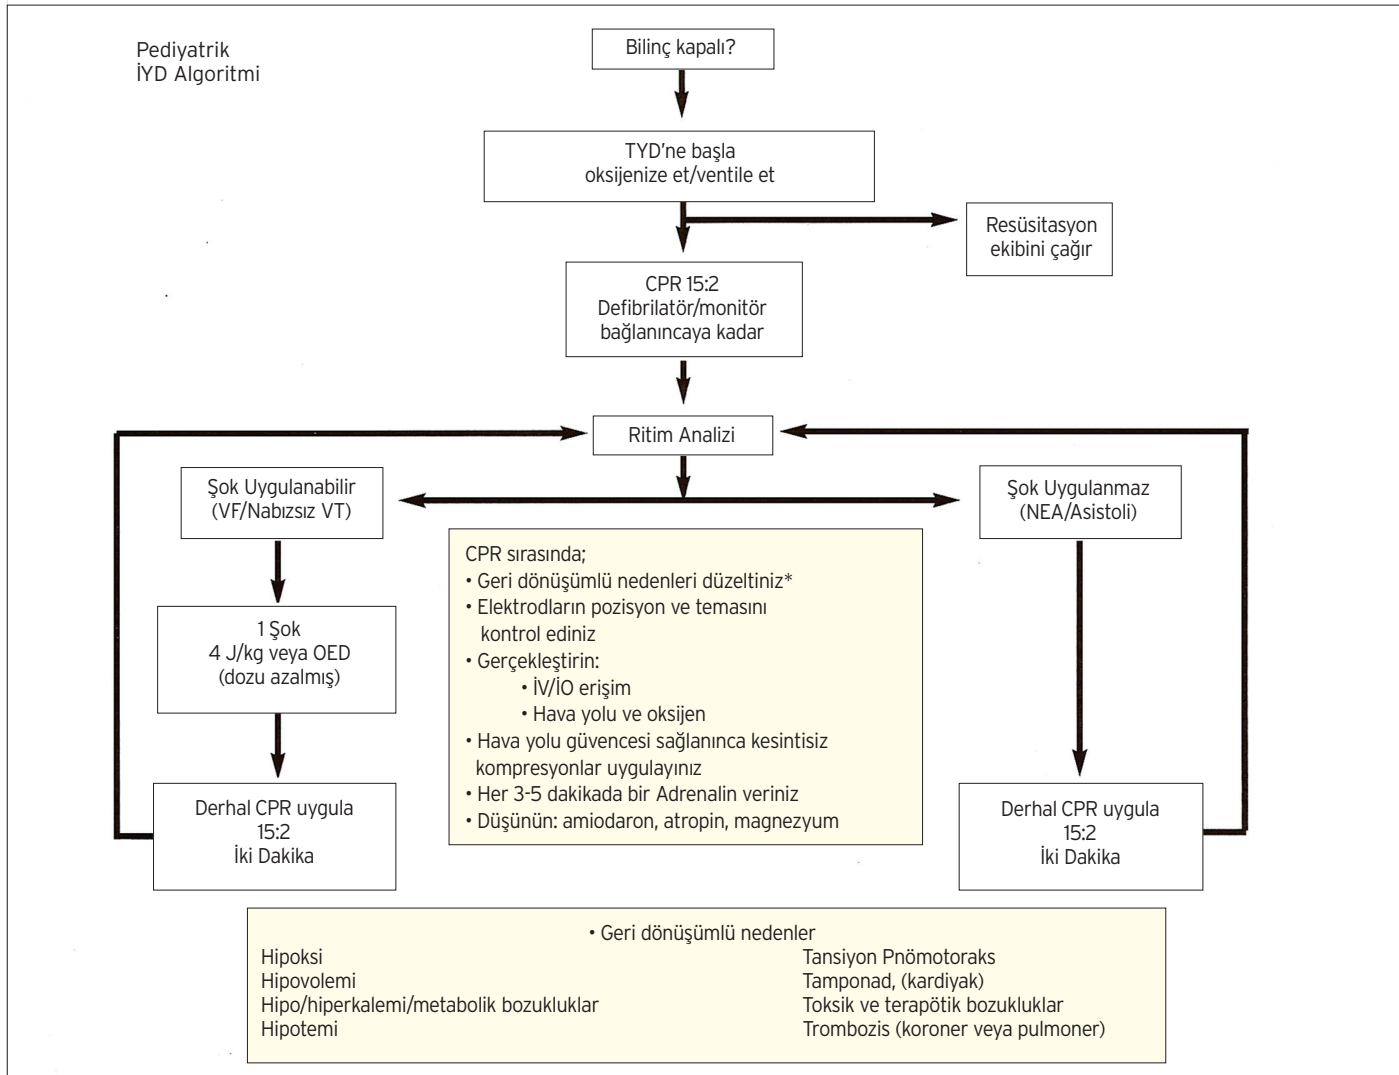 Pediyatrik
İYD Algoritmi
Bilinç kapalı?
TYD'ne başla
oksijenize et/ventile et
Resüsitasyon
ekibini çağır
CPR 15:2
Defibrilatör/monitör
bağlanıncaya kadar
Ritim Analizi
Şok Uygulanabilir
(VF/Nabızsız VT)
Şok Uygulanmaz
(NEA/Asistoli)
1 Şok
4 J/kg veya OED
(dozu azalmış)
CPR sırasında;
• Geri dönüşümlü nedenleri düzeltiniz*
• Elektrodların pozisyon ve temasını
kontrol ediniz
• Gerçekleştirin:
• İV/İO erişim
• Hava yolu ve oksijen
• Hava yolu güvencesi sağlanınca kesintisiz
kompresyonlar uygulayınız
• Her 3-5 dakikada bir Adrenalin veriniz
• Düşünün: amiodaron, atropin, magnezyum
Derhal CPR uygula
15:2
İki Dakika
Derhal CPR uygula
15:2
İki Dakika
• Geri dönüşümlü nedenler
Hipoksi
Hipovolemi
Hipo/hiperkalemi/metabolik bozukluklar
Hipotemi
Tansiyon Pnömotoraks
Tamponad, (kardiyak)
Toksik ve terapötik bozukluklar
Trombozis (koroner veya pulmoner)